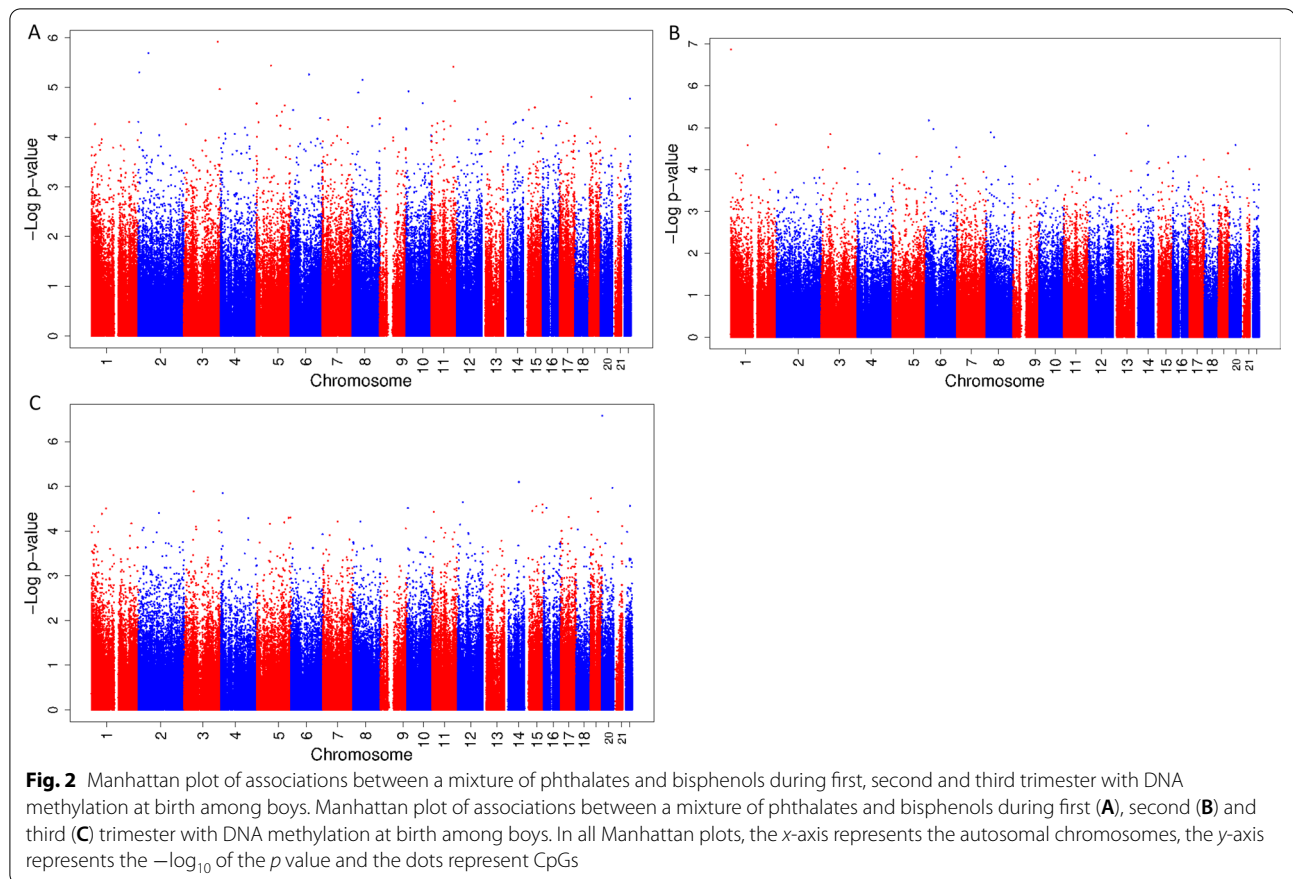 A
6
5
4
3
2
1
0
−Log p−value
1 2 3 4 5 6 7 8 9 10 11 12 13 14 15 16 17 18 20 21
Chromosome
B
7
6
5
4
3
2
1
0
−Log p−value
1 2 3 4 5 6 7 8 9 10 11 12 13 14 15 16 17 18 20 21
Chromosome
C
6
5
4
3
2
1
0
−Log p−value
1 2 3 4 5 6 7 8 9 10 11 12 13 14 15 16 17 18 20 21
Chromosome
Fig. 2 Manhattan plot of associations between a mixture of phthalates and bisphenols during first, second and third trimester with DNA
methylation at birth among boys. Manhattan plot of associations between a mixture of phthalates and bisphenols during first (A), second (B) and
third (C) trimester with DNA methylation at birth among boys. In all Manhattan plots, the x-axis represents the autosomal chromosomes, the y-axis
represents the −log10 of the p value and the dots represent CpGs